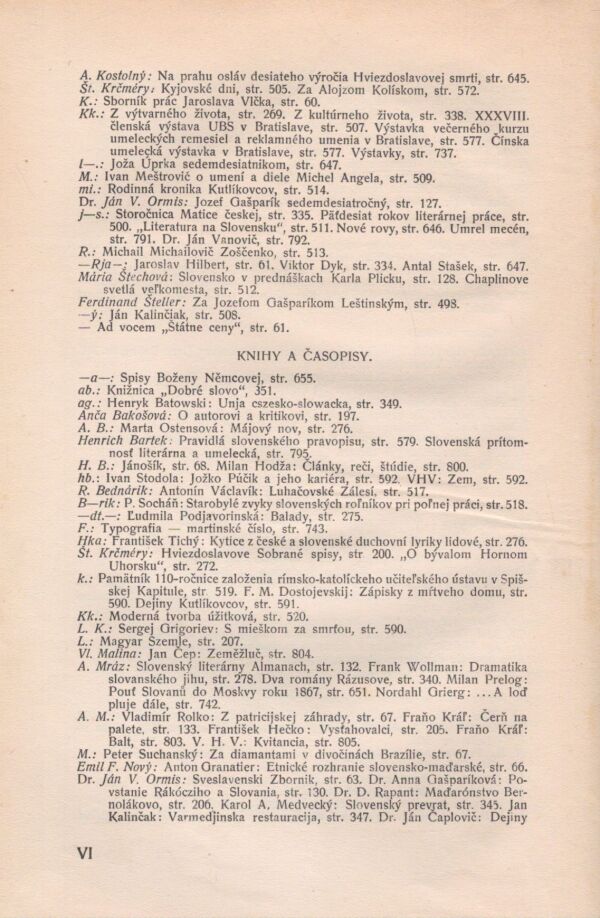 A. Kostolný: Na prahu osláv desiateho výročia Hviezdoslavovej smrti, str. 645.
Št. Krčméry: Kyjovské dni, str. 505. Za Alojzom Kolískom, str. 572.
K.: Sborník prác Jaroslava Vlčka, str. 60.
Kk.: Z výtvarného života, str. 269. Z kultúrneho života, str. 338. XXXVIII.
členská výstava UBS v Bratislave, str. 507. Výstavka večerného kurzu
umeleckých remesiel a reklamného umenia v Bratislave, str. 577. Čínska
umelecká výstavka v Bratislave, str. 577. Výstavky, str. 737.
l—.: Joža Úprka sedemdesiatnikom, str. 647.
M.: Ivan Meštrović o umení a diele Michel Angela, str. 509.
mi.: Rodinná kronika Kutlíkovcov, str. 514.
Dr. Ján V. Ormis: Jozef Gašparík sedemdesiatročný, str. 127.
j—s.: Storočnica Matice českej, str. 335. Päťdesiat rokov literárnej práce, str.
500. „Literatura na Slovensku", str. 511. Nové rovy, str. 646. Umrel mecén,
str. 791. Dr. Ján Vanovič, str. 792.
R.: Michail Michailovič Zoščenko, str. 513.
—Rja—; Jaroslav Hilbert, str. 61. Viktor Dyk, str. 334. Antal Stašek, str. 647.
Mária Štechová: Slovensko v prednáškach Karla Plicku, str. 128. Chaplinove
svetlá veľkomesta, str. 512.
Ferdinand Šteller: Za Jozefom Gašparíkom Leštinským, str. 498.
—ý: Ján Kalinčiak, str. 508.
— Ad vocem „Štátne ceny", str. 61.
KNIHY A ČASOPISY.
—a—: Spisy Boženy Němcovej, str. 655.
ab.: Knižnica „Dobré slovo", 351.
ag.: Henryk Batowski: Unja cszesko-slowacka, str. 349.
Anča Bakošová: O autorovi a kritikovi, str. 197.
A. B.: Marta Ostensová: Májový nov, str. 276.
Henrich Bartek: Pravidlá slovenského pravopisu, str. 579. Slovenská prítom-
nosť literárna a umelecká, str. 795.
H. B.: Jánošík, str. 68. Milan Hodža: Články, reči, štúdie, str. 800.
hb.: Ivan Stodola: Jožko Púčik a jeho kariéra, str. 592. VHV: Zem, str. 592.
R. Bednárik: Antonín Václavík: Luhačovské Zálesí. str. 517.
B—rik: P. Socháň: Starobylé zvyky slovenských roľníkov pri poľnej práci, str. 518.
—dt.—: Ľudmila Podjavorinská: Balady, str. 275.
F.: Typografia — martinské číslo, str. 743.
Hka: František Tichý: Kytice z české a slovenské duchovní lyriky lidové, str. 276.
Št. Krčméry: Hviezdoslavove Sobrané spisy, str 200. „O bývalom Hornom
Uhorsku", str. 272.
k.: Pamätník 110-ročnice založenia rímsko-katolíckeho učiteľského ústavu v Spiš-
skej Kapitule, str. 519. F. M. Dostojevskij: Zápisky z mŕtveho domu, str.
590. Dejiny Kutlíkovcov, str. 591.
Kk.: Moderná tvorba úžitková, str. 520.
L. K.: Sergej Grigoriev: S mieškom za smrťou, str. 590.
L.: Magyar Szemle, str. 207.
Vl. Malina: Jan Čep: Zeměžluč, str. 804.
A. Mráz: Slovenský literárny Almanach, str. 132. Frank Wollman: Dramatika
slovanského jihu, str. 278. Dva romány Rázusove, str. 340. Milan Prelog:
Pouť Slovanů do Moskvy roku 1867, str. 651. Nordahl Grierg: ... A loď
pluje dále, str. 742.
A. M.: Vladimír Rolko: Z patricijskej záhrady, str. 67. Fraňo Kráľ: Čerň na
palete, str. 133. František Hečko: Vysťahovalci, str. 205. Fraňo Kráľ:
Balt, str. 803. V. H. V.: Kvitancia, str. 805.
M.: Peter Suchanský: Za diamantami v divočinách Brazílie, str. 67.
Emil F. Nový: Anton Granatier: Etnické rozhranie slovensko-maďarské, str. 66.
Dr. Ján V. Ormis: Sveslavenski Zbornik, str. 63. Dr. Anna Gašparíková: Po-
vstanie Rákócziho a Slovania, str. 130. Dr. D. Rapant: Maďarónstvo Ber-
nolákovo, str. 206. Karol A. Medvecký: Slovenský prevrat, str. 345. Jan
Kalinčak: Varmedjinska restauracija, str. 347. Dr. Ján Čaplovič: Dejiny
VI